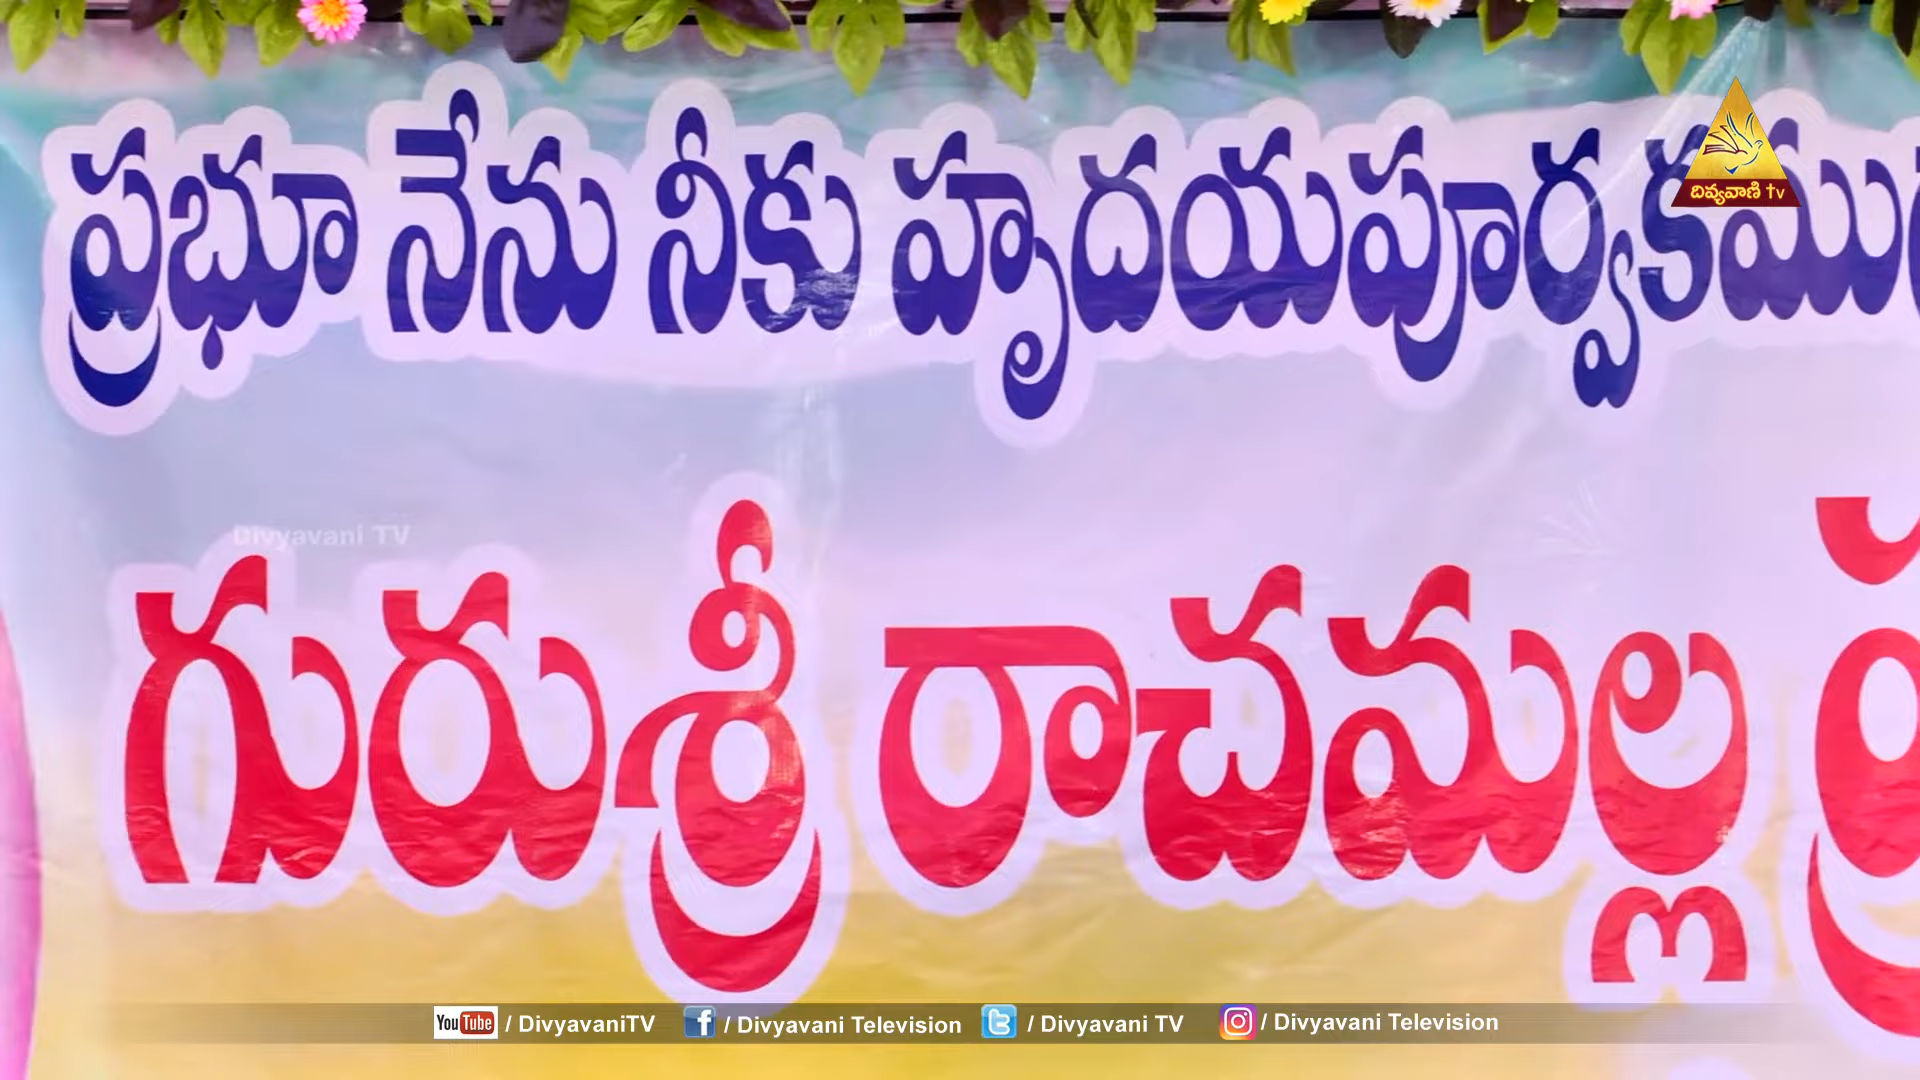 ప్రభూ నేను నీకు హృదయపూర్వకము
దివ్యవాణి tv
Divyavani TV
గురుశ్రీ రాచమల్ల
YouTube / DivyavaniTV f / Divyavani Television / Divyavani TV / Divyavani Television